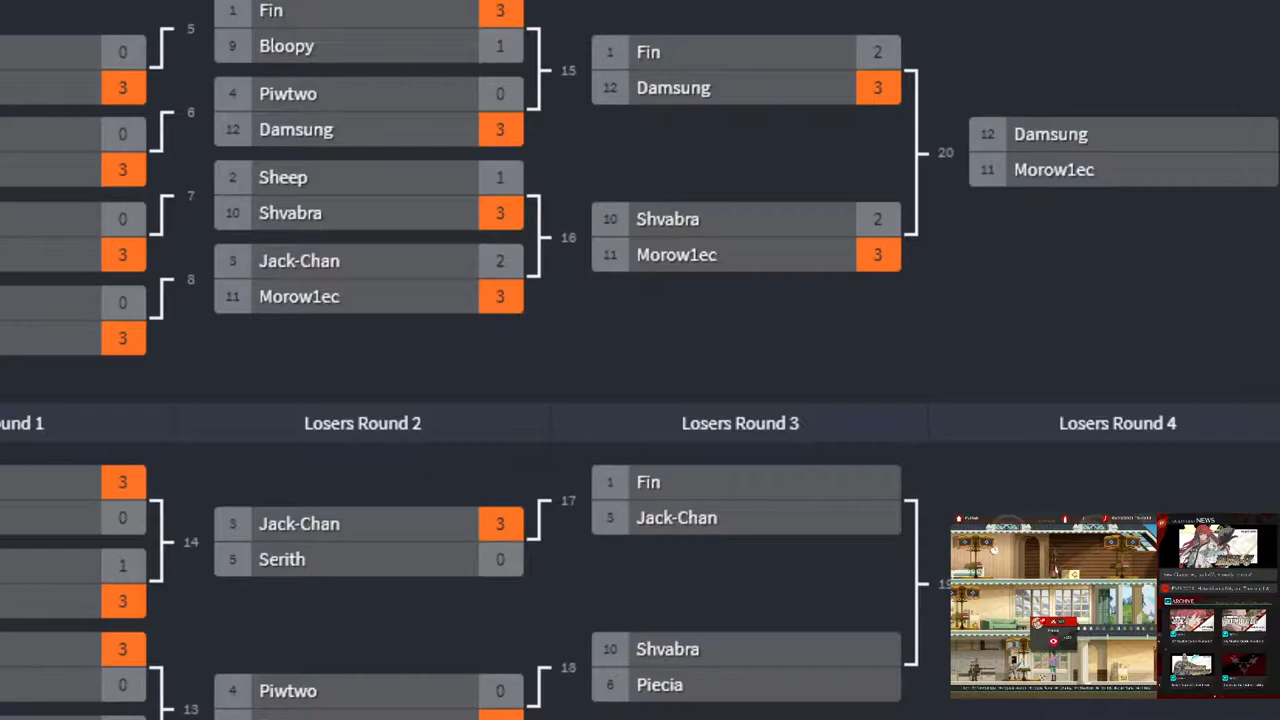 1 Fin 3
5
9 Bloopy 1
0
3
4 Piwtwo 0
12 Damsung 3
15
1 Fin 2
12 Damsung 3
6
0
3
2 Sheep 1
10 Shvabra 3
20
12 Damsung
11 Morow1ec
7
0
3
3 Jack-Chan 2
11 Morow1ec 3
16
10 Shvabra 2
11 Morow1ec 3
8
0
3
und 1
Losers Round 2
Losers Round 3
Losers Round 4
3
0
1
3
14
3 Jack-Chan 3
5 Serith 0
17
1 Fin
3 Jack-Chan
3
0
13
4 Piwtwo 0
18
10 Shvabra
6 Piecia
NEWS
ARCHIVE